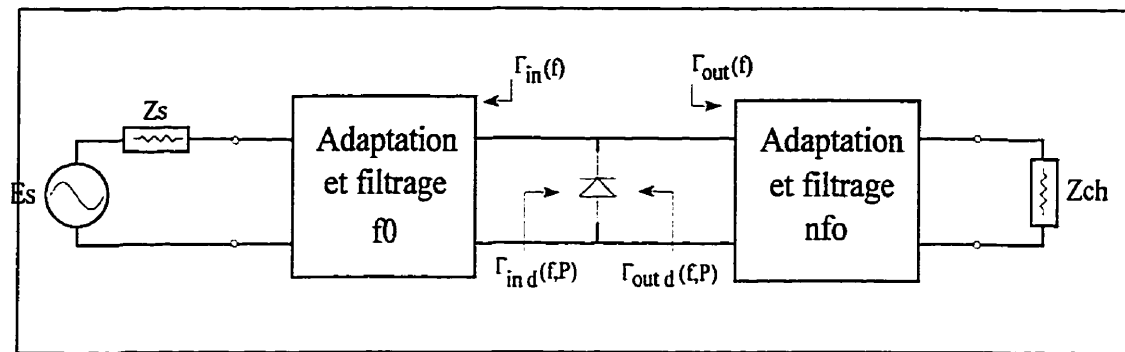 Γin(f)
Γout(f)
Zs
Es
Adaptation
et filtrage
f0
Adaptation
et filtrage
nfo
Zch
Γin d(f,P)
Γout d(f,P)